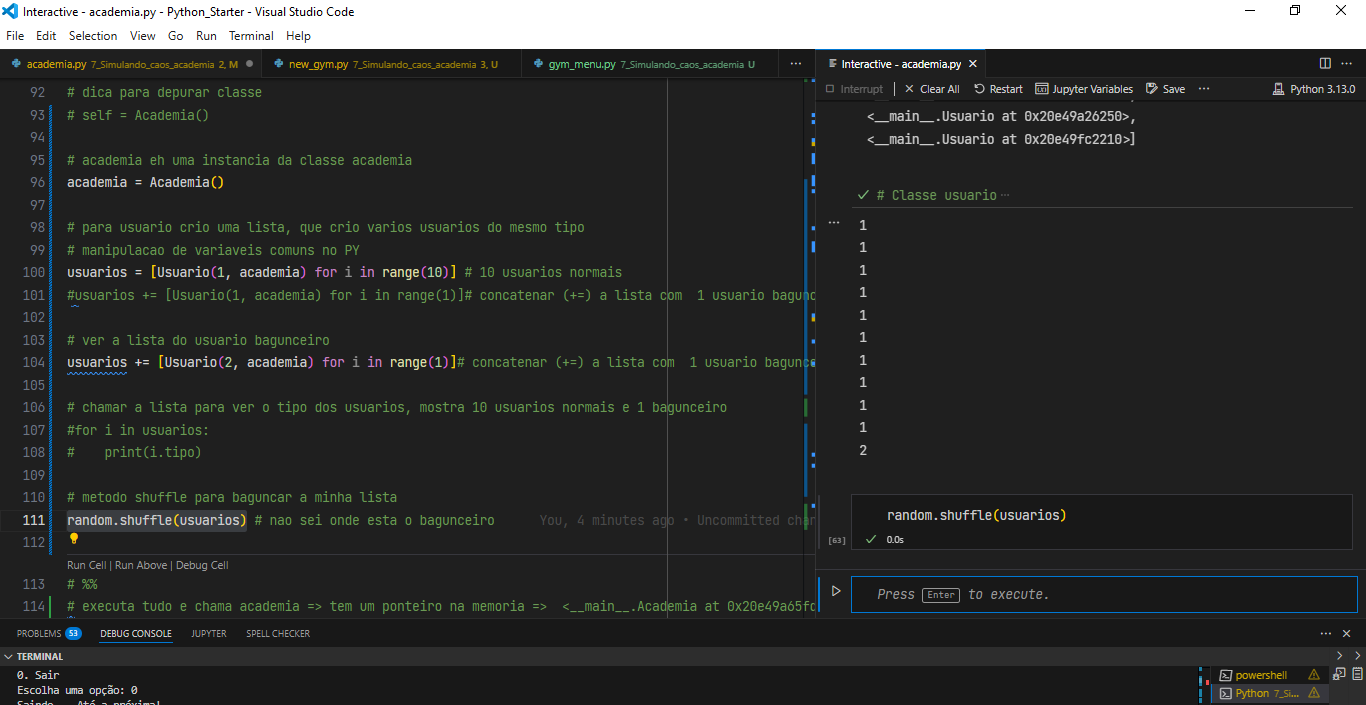 Interactive - academia.py - Python_Starter - Visual Studio Code
File Edit Selection View Go Run Terminal Help
academia.py 7_Simulando_caos_academia 2, M
new_gym.py 7_Simulando_caos_academia 3, U
gym_menu.py 7_Simulando_caos_academia U
92 # dica para depurar classe
93 # self = Academia()
94
95 # academia eh uma instancia da classe academia
96 academia = Academia()
97
98 # para usuario crio uma lista, que crio varios usuarios do mesmo tipo
99 # manipulacao de variaveis comuns no PY
100 usuarios = [Usuario(1, academia) for i in range(10)] # 10 usuarios normais
101 #usuarios += [Usuario(1, academia) for i in range(1)]# concatenar (+=) a lista com  1 usuario bagunc
102
103 # ver a lista do usuario bagunceiro
104 usuarios += [Usuario(2, academia) for i in range(1)]# concatenar (+=) a lista com  1 usuario bagunce
105
106 # chamar a lista para ver o tipo dos usuarios, mostra 10 usuarios normais e 1 bagunceiro
107 #for i in usuarios:
108 #    print(i.tipo)
109
110 # metodo shuffle para baguncar a minha lista
111 random.shuffle(usuarios) # nao sei onde esta o bagunceiro You, 4 minutes ago • Uncommitted char
112
Run Cell | Run Above | Debug Cell
113 # %%
114 # executa tudo e chama academia => tem um ponteiro na memoria =>  <__main__.Academia at 0x20e49a65fd
Interactive - academia.py
Interrupt | Clear All Restart Jupyter Variables Save ··· Python 3.13.0
<__main__.Usuario at 0x20e49a26250>,
<__main__.Usuario at 0x20e49fc2210>]
# Classe usuario ···
1
1
1
1
1
1
1
1
1
1
2
random.shuffle(usuarios)
[63] 0.0s
Press Enter to execute.
PROBLEMS 53 DEBUG CONSOLE JUPYTER SPELL CHECKER
TERMINAL
0. Sair
Escolha uma opção: 0
Saindo... Até a próxima!
powershell
Python 7_Si...